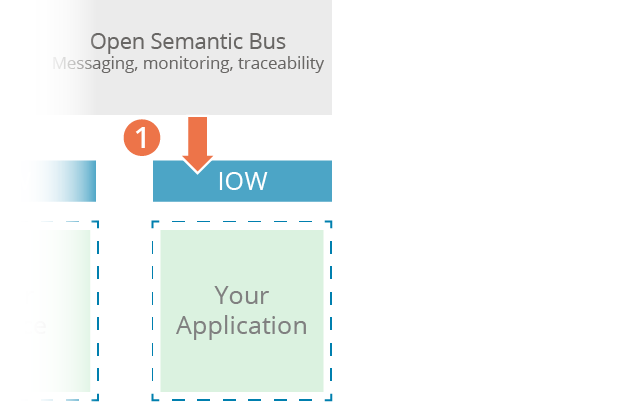 Open Semantic Bus
Messaging, monitoring, traceability
1
IOW
Your
Application